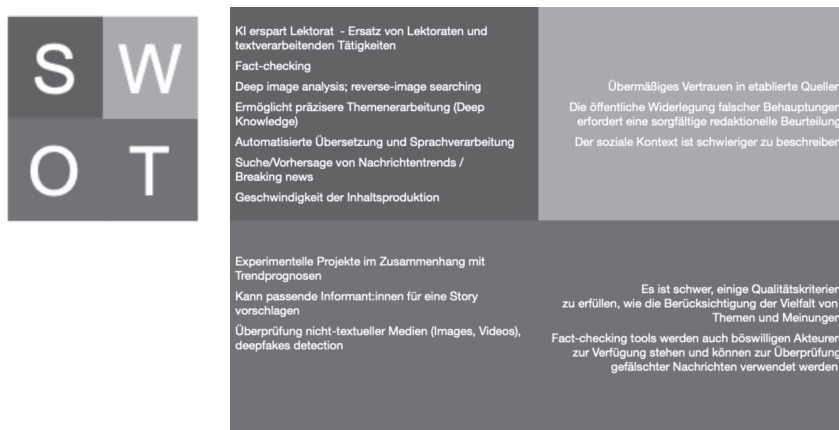 S W
O T
KI erspart Lektorat - Ersatz von Lektoraten und
textverarbeitenden Tätigkeiten
Fact-checking
Deep image analysis; reverse-image searching
Ermöglicht präzisere Themenerarbeitung (Deep
Knowledge)
Automatisierte Übersetzung und Sprachverarbeitung
Suche/Vorhersage von Nachrichtentrends /
Breaking news
Geschwindigkeit der Inhaltsproduktion
Übermäßiges Vertrauen in etablierte Quellen
Die öffentliche Widerlegung falscher Behauptungen
erfordert eine sorgfältige redaktionelle Beurteilung
Der soziale Kontext ist schwieriger zu beschreiben
Experimentelle Projekte im Zusammenhang mit
Trendprognosen
Kann passende Informant:innen für eine Story
vorschlagen
Überprüfung nicht-textueller Medien (Images, Videos),
deepfakes detection
Es ist schwer, einige Qualitätskriterien
zu erfüllen, wie die Berücksichtigung der Vielfalt von
Themen und Meinungen
Fact-checking tools werden auch böswilligen Akteuren
zur Verfügung stehen und können zur Überprüfung
gefälschter Nachrichten verwendet werden